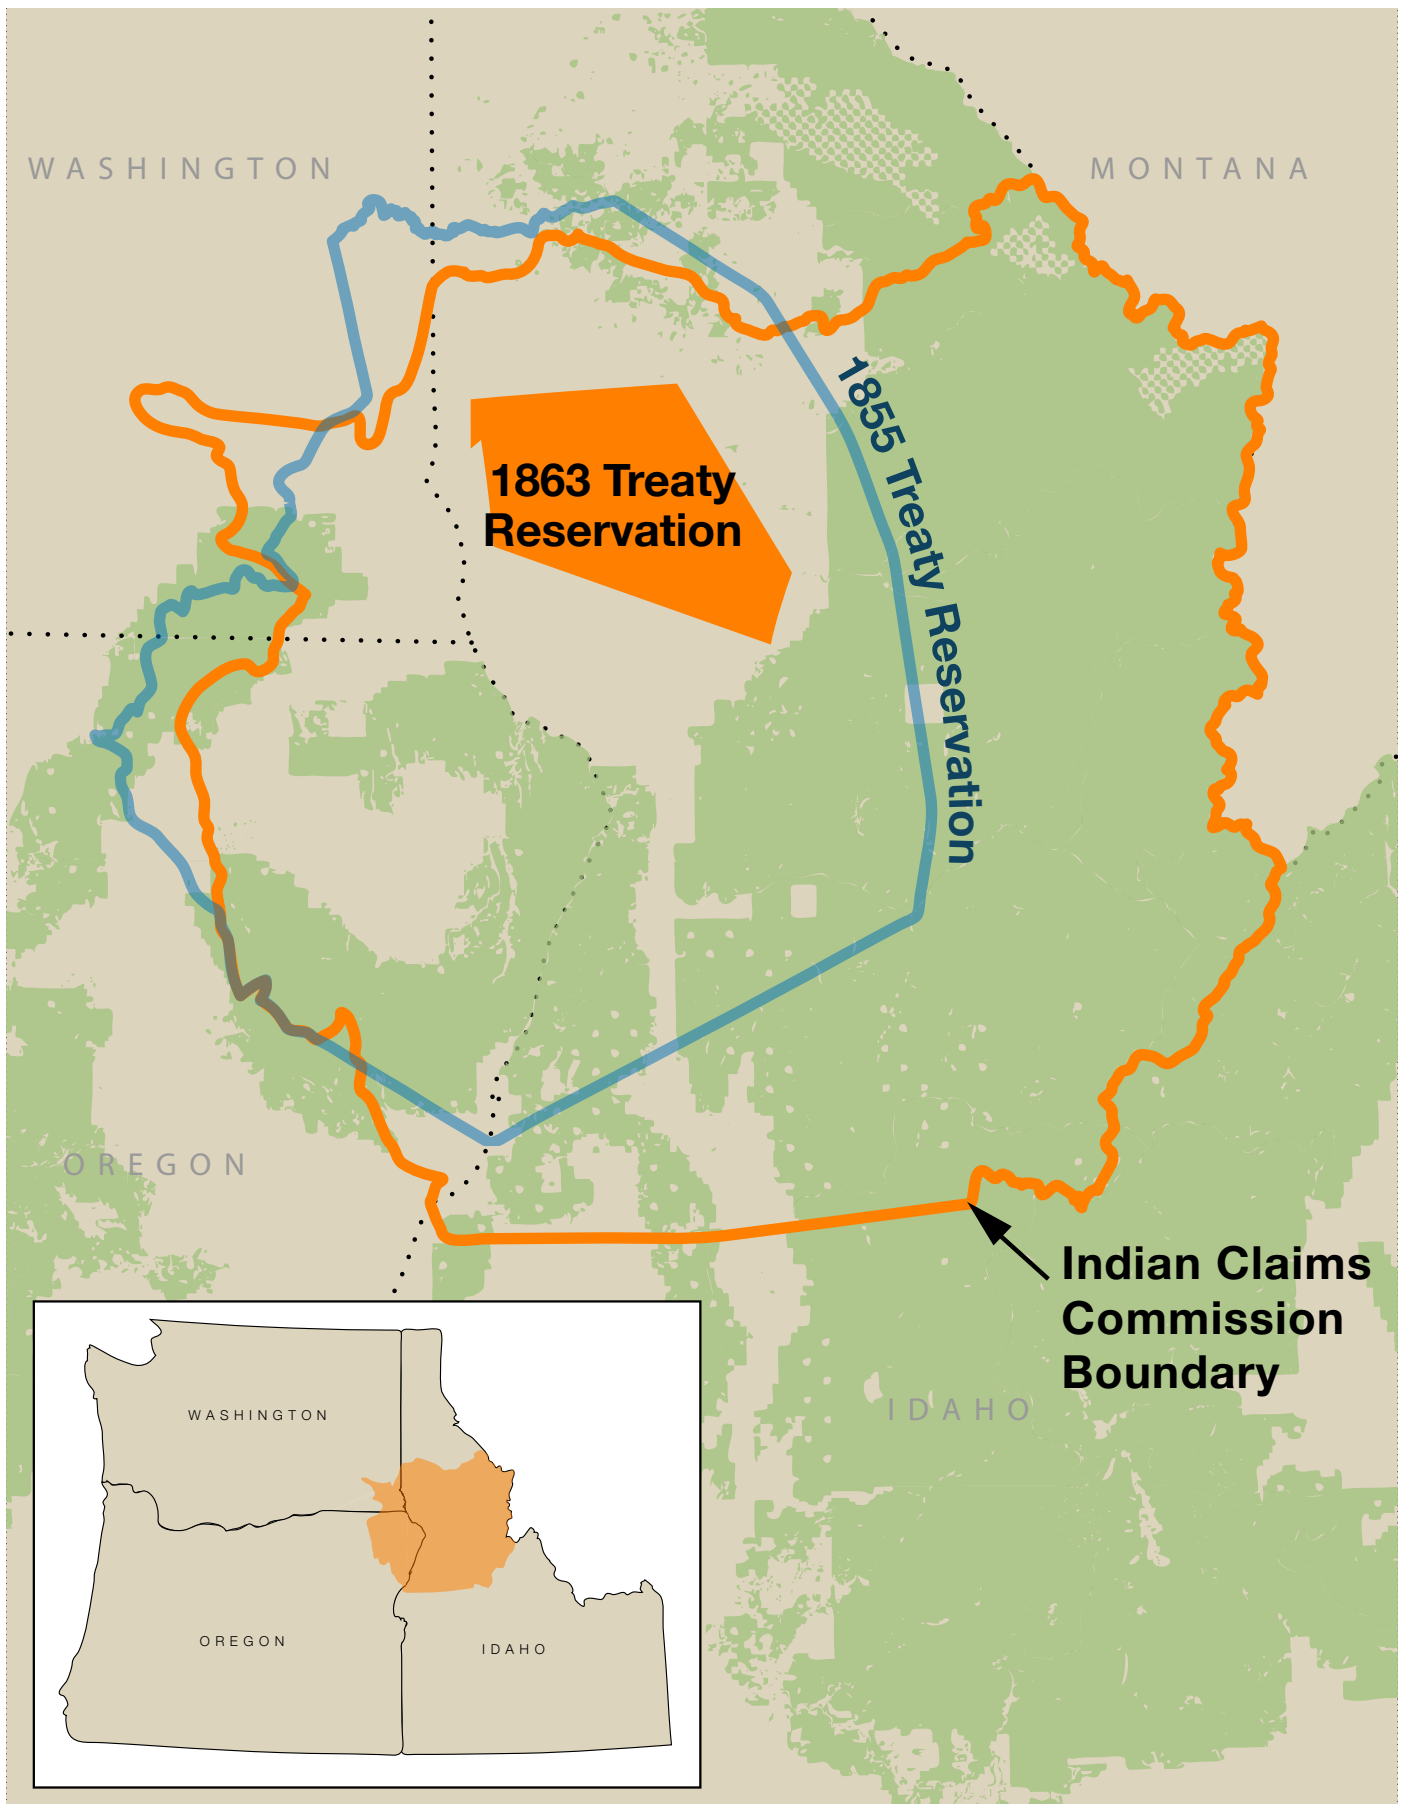 WASHINGTON
MONTANA
1855 Treaty Reservation
1863 Treaty
Reservation
OREGON
Indian Claims
Commission
Boundary
IDAHO
WASHINGTON
OREGON
IDAHO